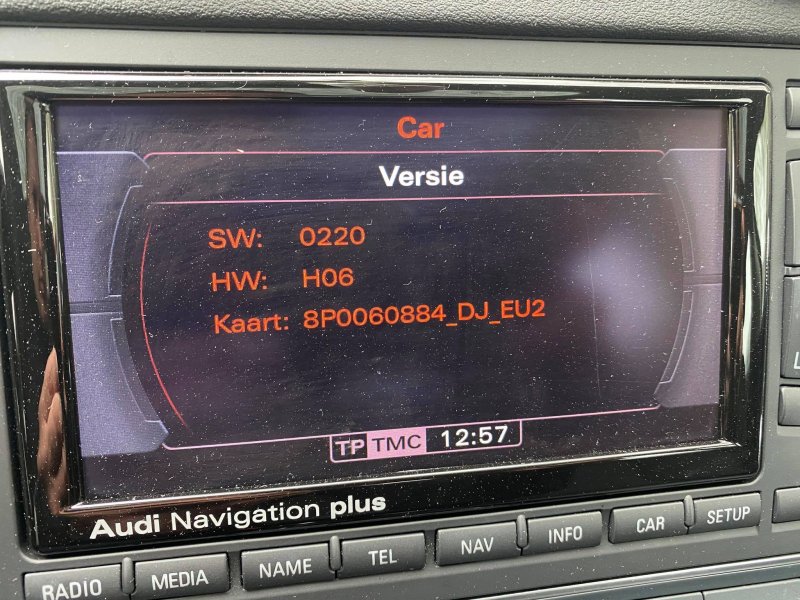 Car
Versie
SW: 0220
HW: H06
Kaart: 8P0060884_DJ_EU2
TP TMC 12:57
Audi Navigation plus
RADIO MEDIA NAME TEL NAV INFO CAR SETUP